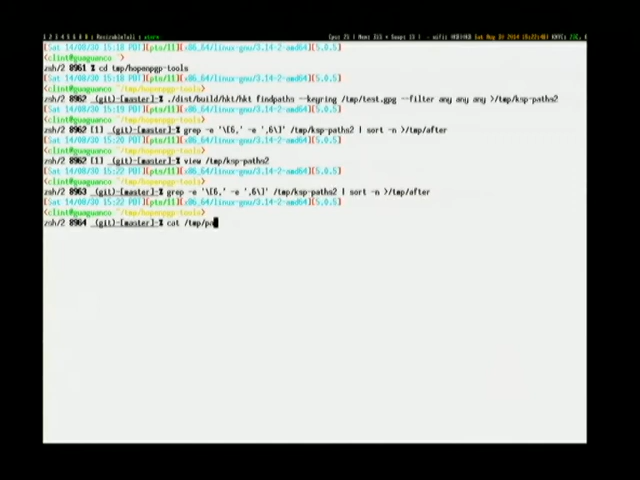 [Sat 14/08/30 15:18 PDT][pts/11][x86_64/linux-gnu/3.14-2-amd64][5.0.5]
<clint@guaguanco ~>
zsh/2 8961 % cd tmp/hopenpgp-tools
[Sat 14/08/30 15:18 PDT][pts/11][x86_64/linux-gnu/3.14-2-amd64][5.0.5]
<clint@guaguanco ~/tmp/hopenpgp-tools>
zsh/2 8962 (git)-[master]-% ./dist/build/hkt/hkt findpaths --keyring /tmp/test.gpg --filter any any any >/tmp/ksp-paths2
[Sat 14/08/30 15:19 PDT][pts/11][x86_64/linux-gnu/3.14-2-amd64][5.0.5]
<clint@guaguanco ~/tmp/hopenpgp-tools>
zsh/2 8962 [1] (git)-[master]-% grep -e '\[6,' -e ',6\]' /tmp/ksp-paths2 | sort -n >/tmp/after
[Sat 14/08/30 15:20 PDT][pts/11][x86_64/linux-gnu/3.14-2-amd64][5.0.5]
<clint@guaguanco ~/tmp/hopenpgp-tools>
zsh/2 8962 [1] (git)-[master]-% view /tmp/ksp-paths2
[Sat 14/08/30 15:22 PDT][pts/11][x86_64/linux-gnu/3.14-2-amd64][5.0.5]
<clint@guaguanco ~/tmp/hopenpgp-tools>
zsh/2 8963 (git)-[master]-% grep -e '\[6,' -e ',6\]' /tmp/ksp-paths2 | sort -n >/tmp/after
[Sat 14/08/30 15:22 PDT][pts/11][x86_64/linux-gnu/3.14-2-amd64][5.0.5]
<clint@guaguanco ~/tmp/hopenpgp-tools>
zsh/2 8964 (git)-[master]-% cat /tmp/pa